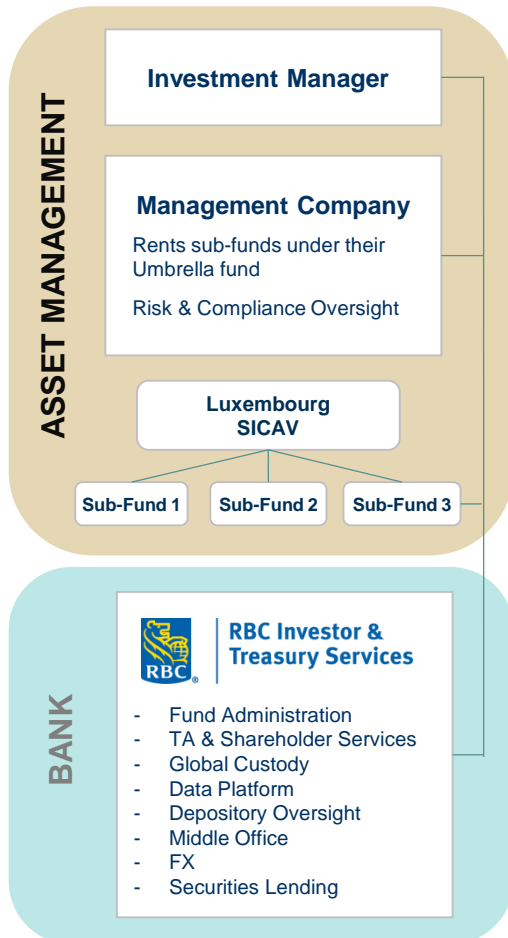 ASSET MANAGEMENT
Investment Manager
Management Company
Rents sub-funds under their
Umbrella fund
Risk & Compliance Oversight
Luxembourg
SICAV
Sub-Fund 1
Sub-Fund 2
Sub-Fund 3
BANK
RBC
®
RBC Investor &
Treasury Services
- Fund Administration
- TA & Shareholder Services
- Global Custody
- Data Platform
- Depository Oversight
- Middle Office
- FX
- Securities Lending